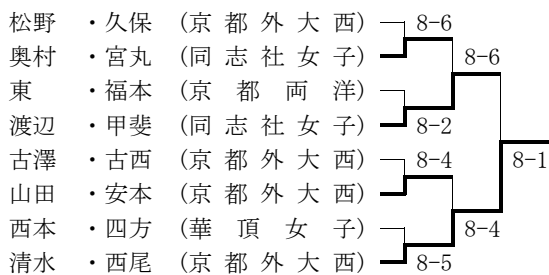 松野 ・久保 (京都外大西) 8-6
奥村 ・宮丸 (同志社女子) 8-6
東 ・福本 (京都両洋)
渡辺 ・甲斐 (同志社女子) 8-2
古澤 ・古西 (京都外大西) 8-4 8-1
山田 ・安本 (京都外大西)
西本 ・四方 (華頂女子) 8-4
清水 ・西尾 (京都外大西) 8-5